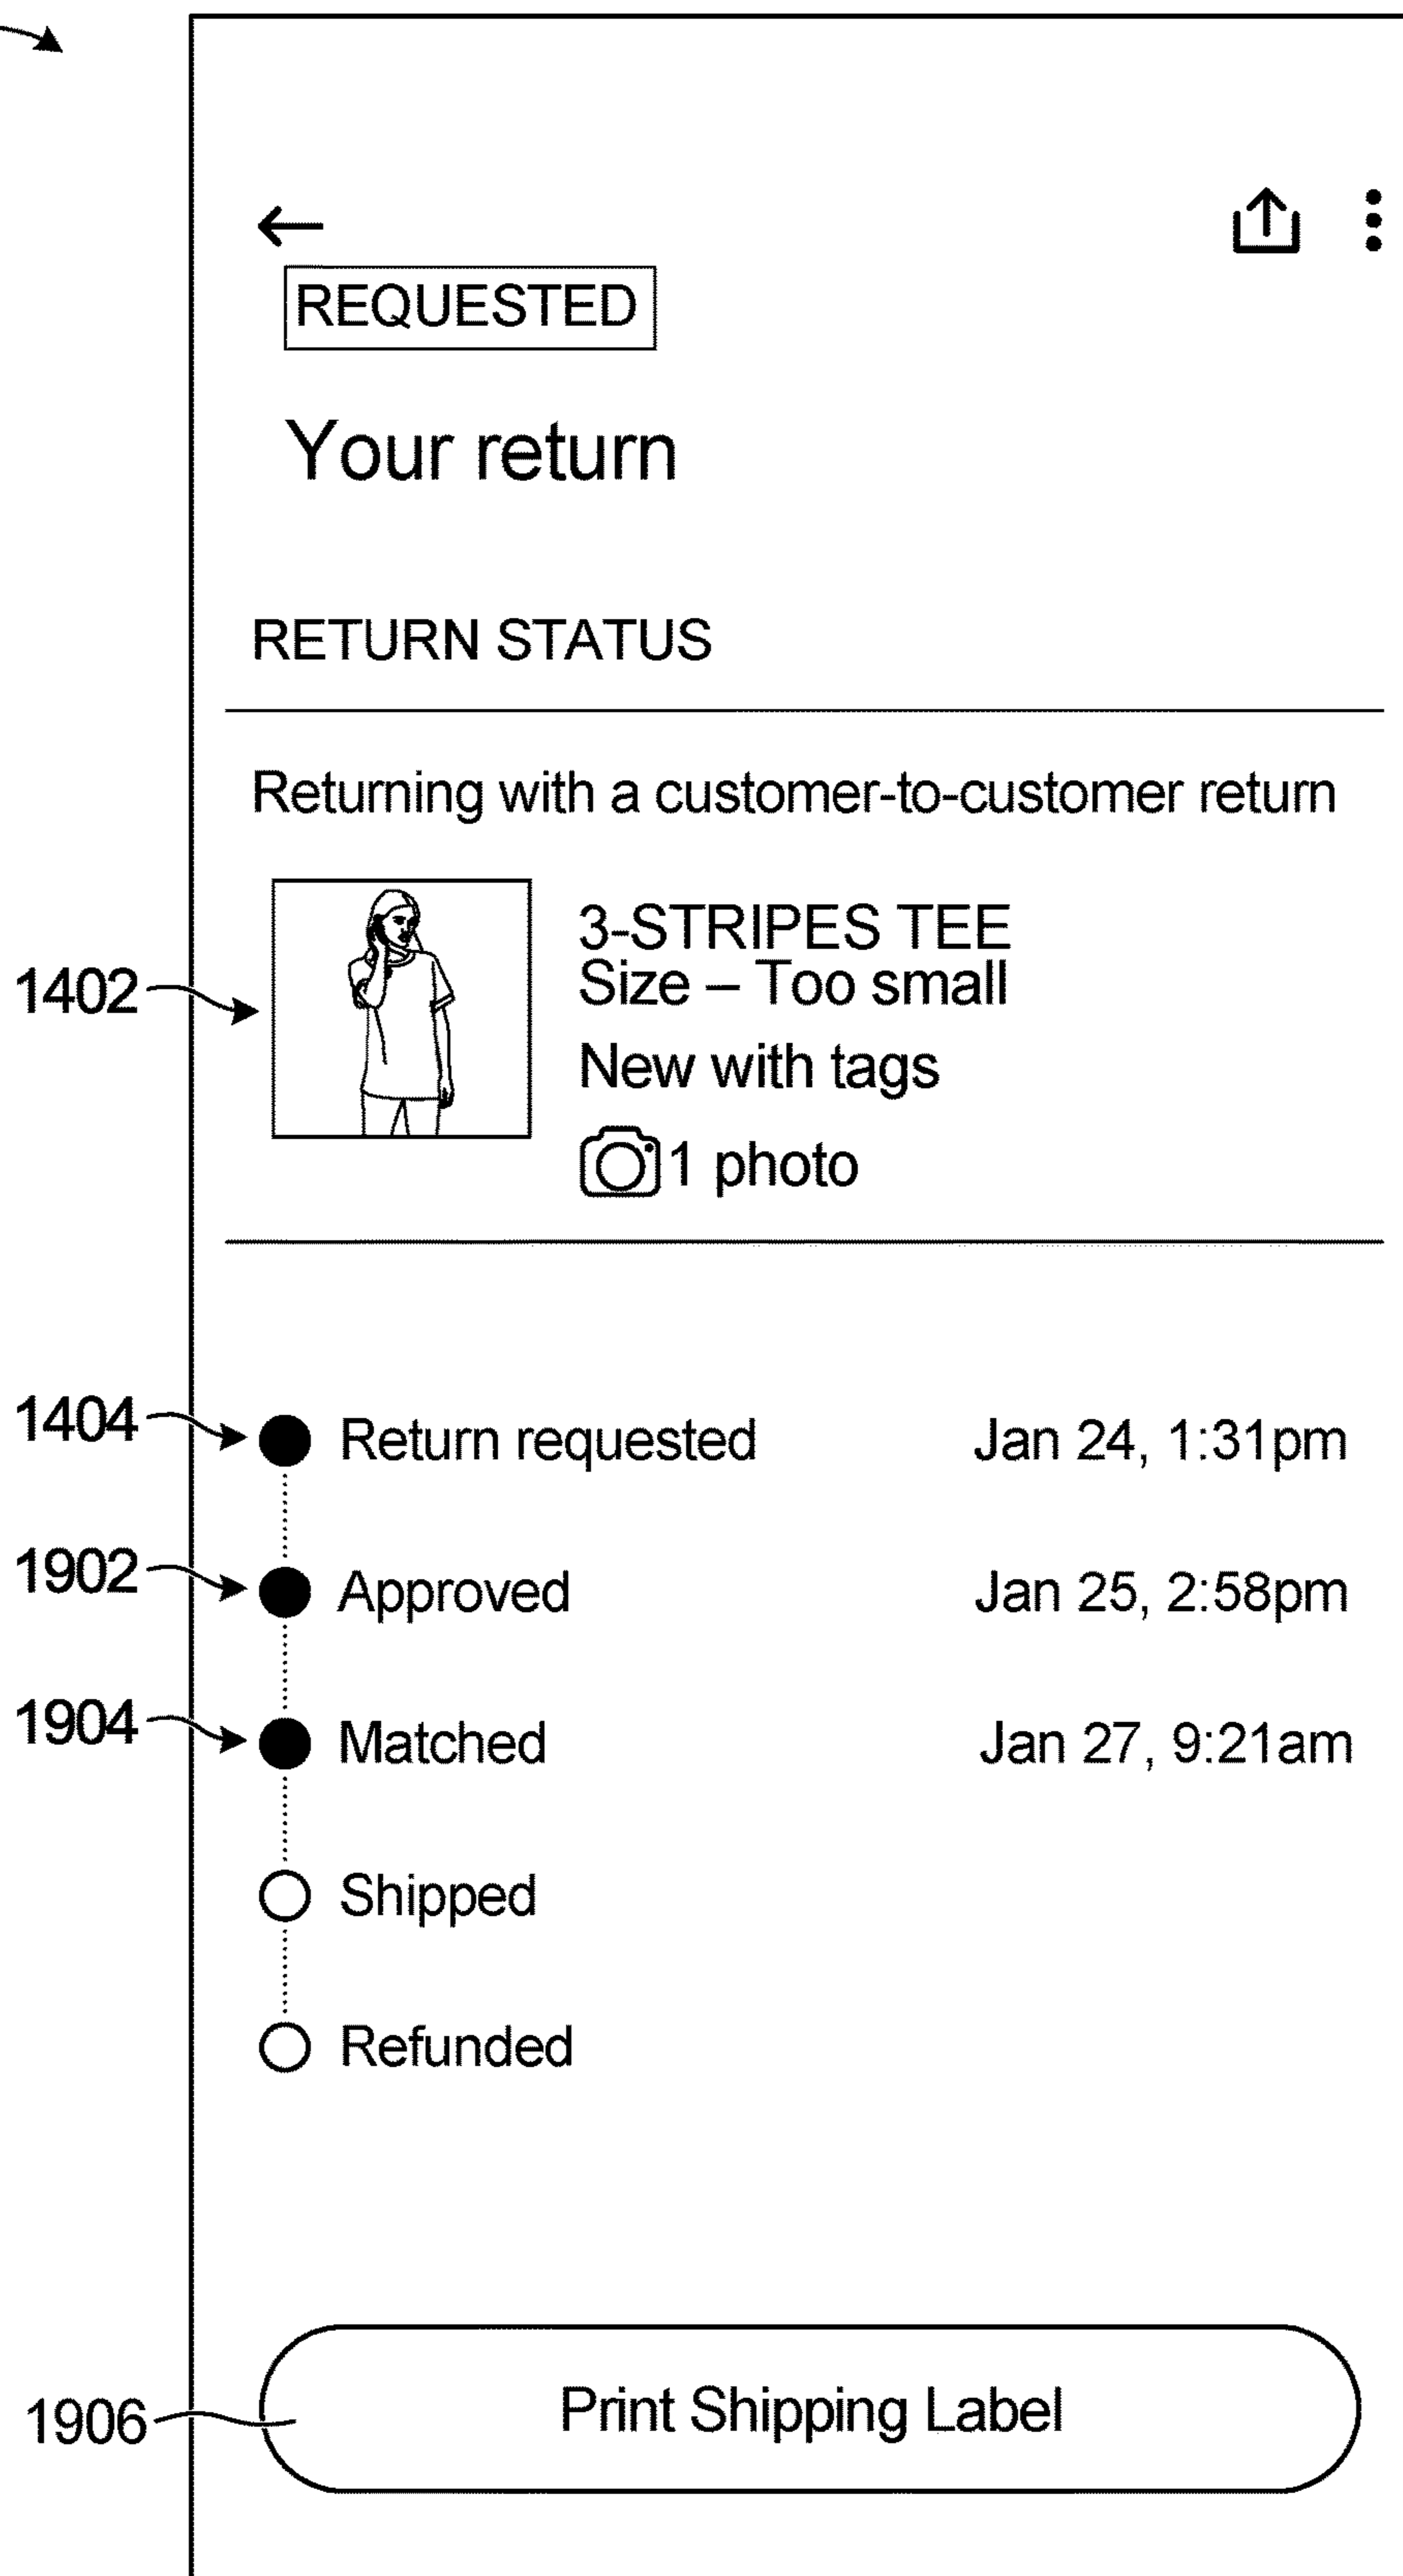 REQUESTED
Your return
RETURN STATUS
Returning with a customer-to-customer return
1402
3-STRIPES TEE
Size – Too small
New with tags
1 photo
1404 Return requested Jan 24, 1:31pm
1902 Approved Jan 25, 2:58pm
1904 Matched Jan 27, 9:21am
Shipped
Refunded
1906 Print Shipping Label